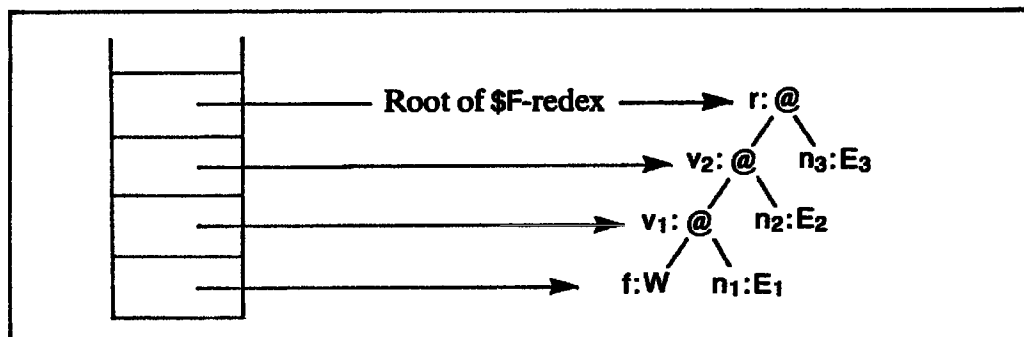 Root of $F-redex r: @
v₂: @ n₃:E₃
v₁: @ n₂:E₂
f:W n₁:E₁